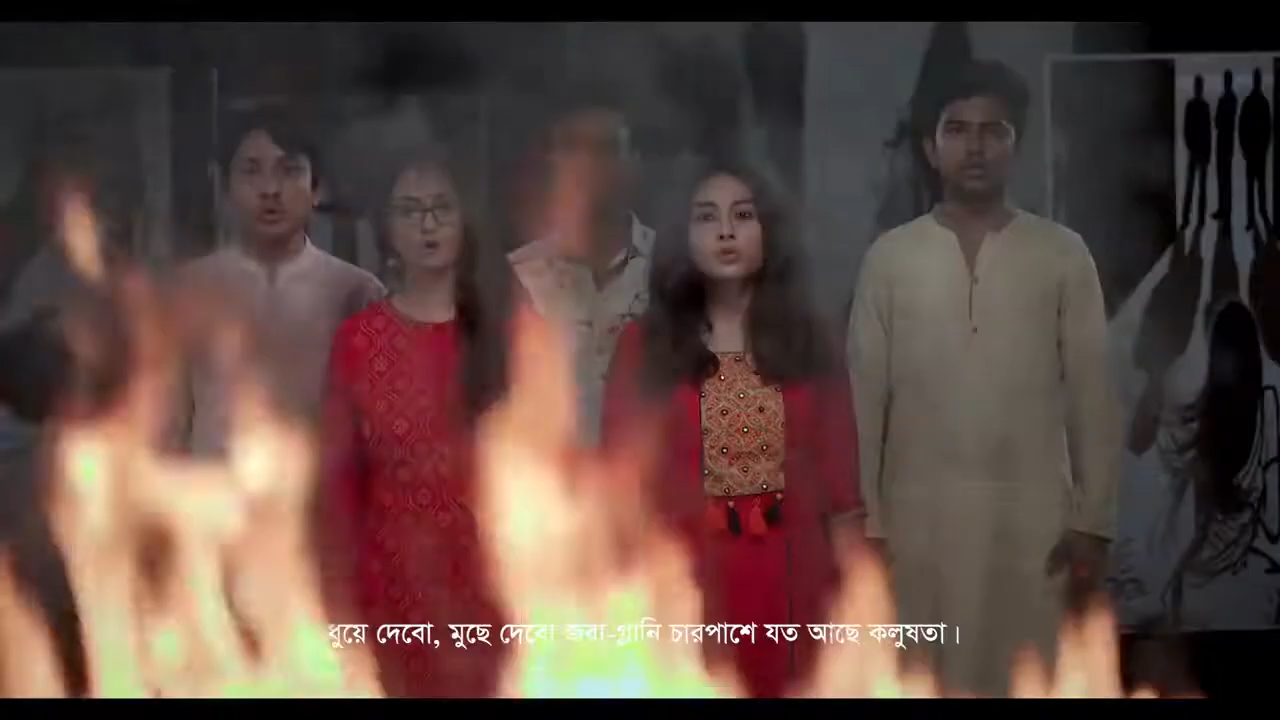 ধুয়ে দেবো, মুছে দেবো জরা-গ্লানি চারপাশে যত আছে কলুষতা।